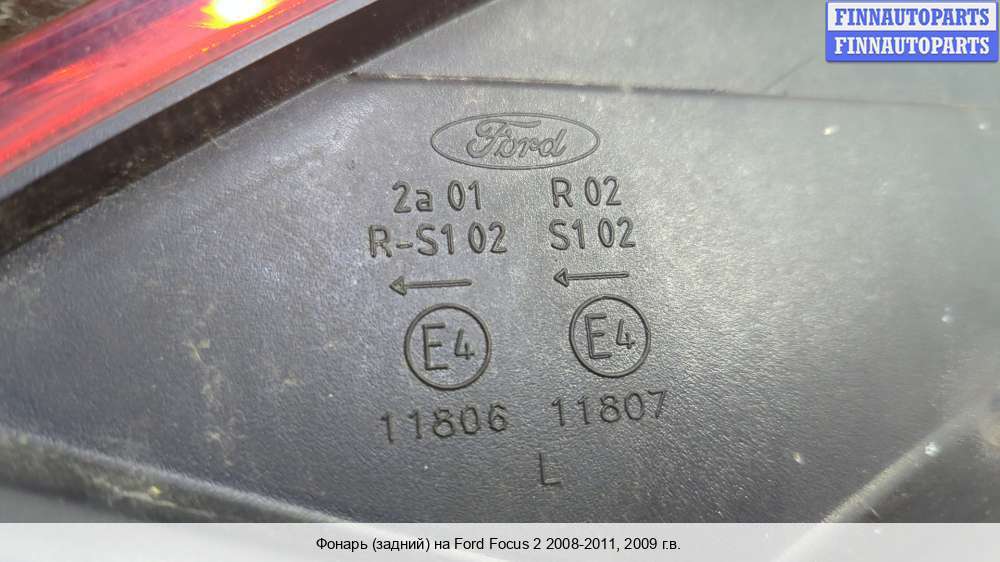 FINNAUTOPARTS
FINNAUTOPARTS
Ford
2a 01 R 02
R-S1 02 S1 02
E4 E4
11806 11807
L
Фонарь (задний) на Ford Focus 2 2008-2011, 2009 г.в.